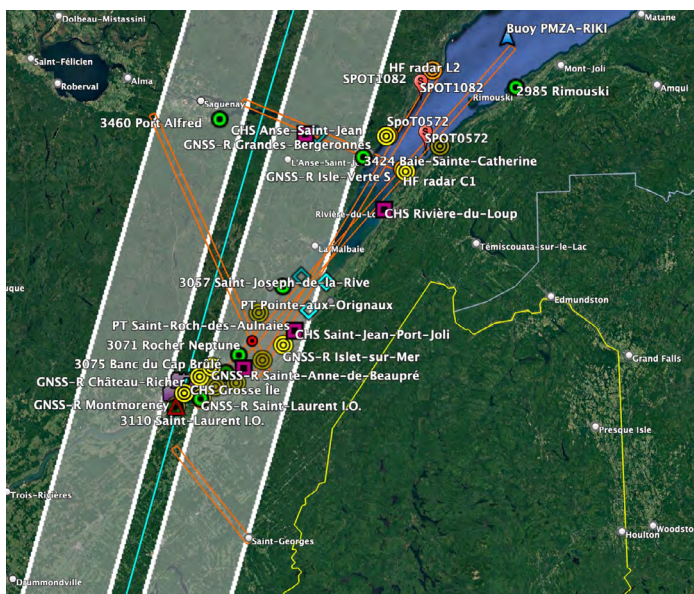 Dolbeau-Mistassini
Matane
Buoy PMZA-RIKI
Saint-Félicien
Mont-Joli
HF radar L2
Roberval
Alma
SPOT1082
SPOT1082
Amqui
2985 Rimouski
Rimouski
Saguenay
3460 Port Alfred
CHS Anse-Saint-Jean
SpoT0572
SPOT0572
GNSS-R Grandes-Bergeronnes
L'Anse-Saint-Je
3424 Baie-Sainte-Catherine
GNSS-R Isle-Verte S
HF radar C1
Rivière-du-Lo
CHS Rivière-du-Loup
La Malbaie
Témiscouata-sur-le-Lac
3057 Saint-Joseph-de-la-Rive
uque
Edmundston
PT Pointe-aux-Orignaux
PT Saint-Roch-des-Aulnaies
CHS Saint-Jean-Port-Joli
3071 Rocher Neptune
Grand Falls
GNSS-R Islet-sur-Mer
3075 Banc du Cap Brûlé
GNSS-R Sainte-Anne-de-Beaupré
GNSS-R Château-Richer
CHS Grosse Île
GNSS-R Montmorency
GNSS-R Saint-Laurent I.O.
3110 Saint-Laurent I.O.
Presque Isle
Trois-Rivières
Saint-Georges
Houlton
Woodsto
Drummondville